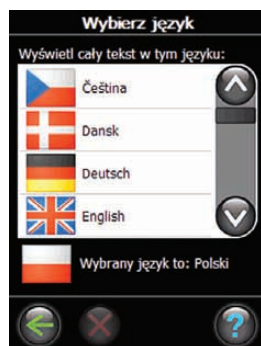 Wybierz język
Wyświetl cały tekst w tym języku:
Čeština
Dansk
Deutsch
English
Wybrany język to: Polski
?